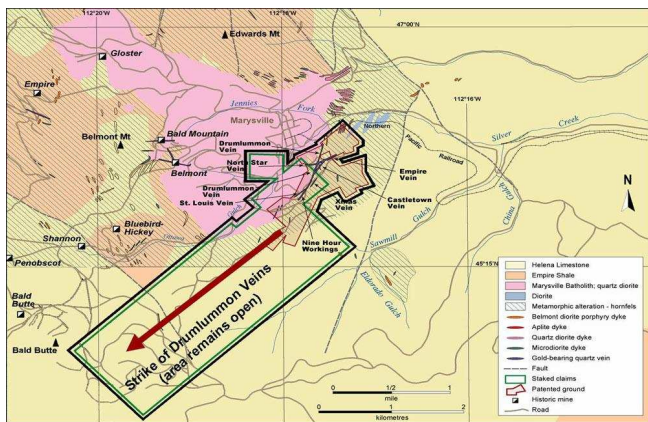 112°20'
112°16'
47°00'N
Edwards Mt
Gloster
Empire
112°16'
Jennies
Fork
Marysville
Northern
Pacific
Railroad
Silver
Creek
Belmont Mt
Bald Mountain
Drumlummon
Vein
North Star
Vein
Belmont
Empire
Vein
Drumlummon
Vein
St. Louis Vein
Xmas
Vein
Castletown
Vein
Gulch
China
Gulch
N
Bluebird-
Hickey
Shannon
Penobscot
Nine Hour
Workings
Sawmill
Gulch
45°15'N
Eldorado
Gulch
Bald
Butte
Bald Butte
Strike of Drumlummon Veins
(area remains open)
0 1/2 1
mile
0 1 2
kilometres
Helena Limestone
Empire Shale
Marysville Batholith; quartz diorite
Diorite
Metamorphic alteration - hornfels
Belmont diorite porphyry dyke
Aplite dyke
Quartz diorite dyke
Microdiorite dyke
Gold-bearing quartz vein
Fault
Staked claims
Patented ground
Historic mine
Road